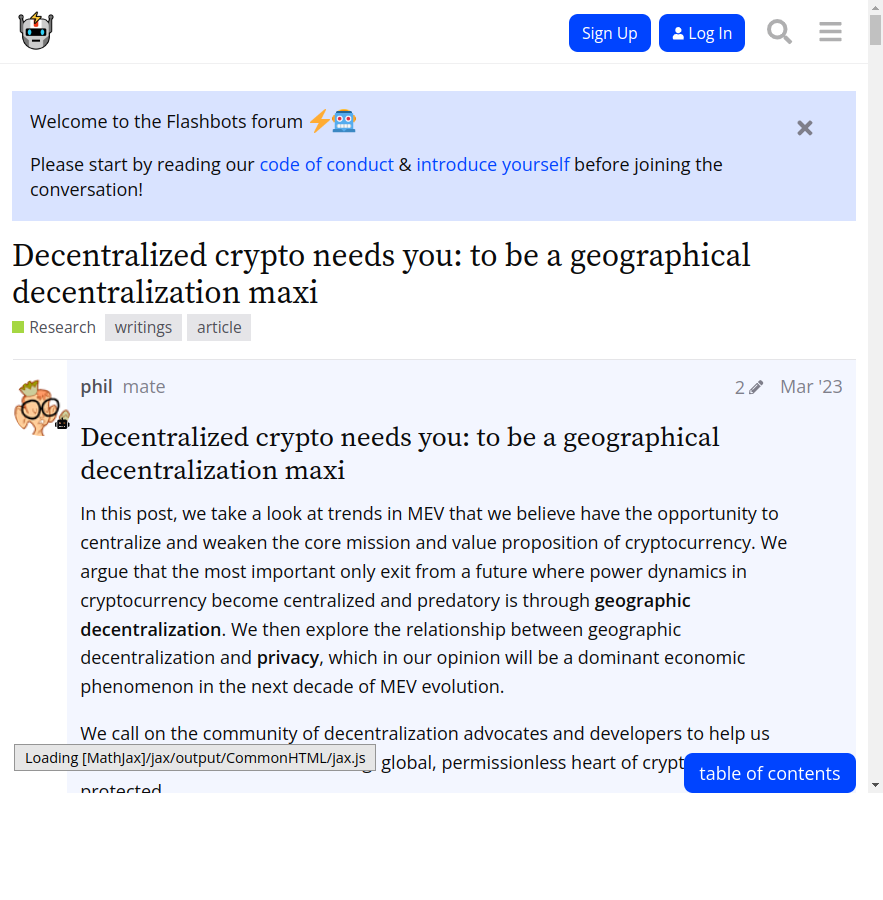 Sign Up
Log In
Welcome to the Flashbots forum
Please start by reading our code of conduct & introduce yourself before joining the
conversation!
Decentralized crypto needs you: to be a geographical
decentralization maxi
Research writings article
phil mate 2 Mar '23
Decentralized crypto needs you: to be a geographical
decentralization maxi
In this post, we take a look at trends in MEV that we believe have the opportunity to
centralize and weaken the core mission and value proposition of cryptocurrency. We
argue that the most important only exit from a future where power dynamics in
cryptocurrency become centralized and predatory is through geographic
decentralization. We then explore the relationship between geographic
decentralization and privacy, which in our opinion will be a dominant economic
phenomenon in the next decade of MEV evolution.
We call on the community of decentralization advocates and developers to help us
Loading [MathJax]/jax/output/CommonHTML/jax.js
global, permissionless heart of crypt
table of contents
protected